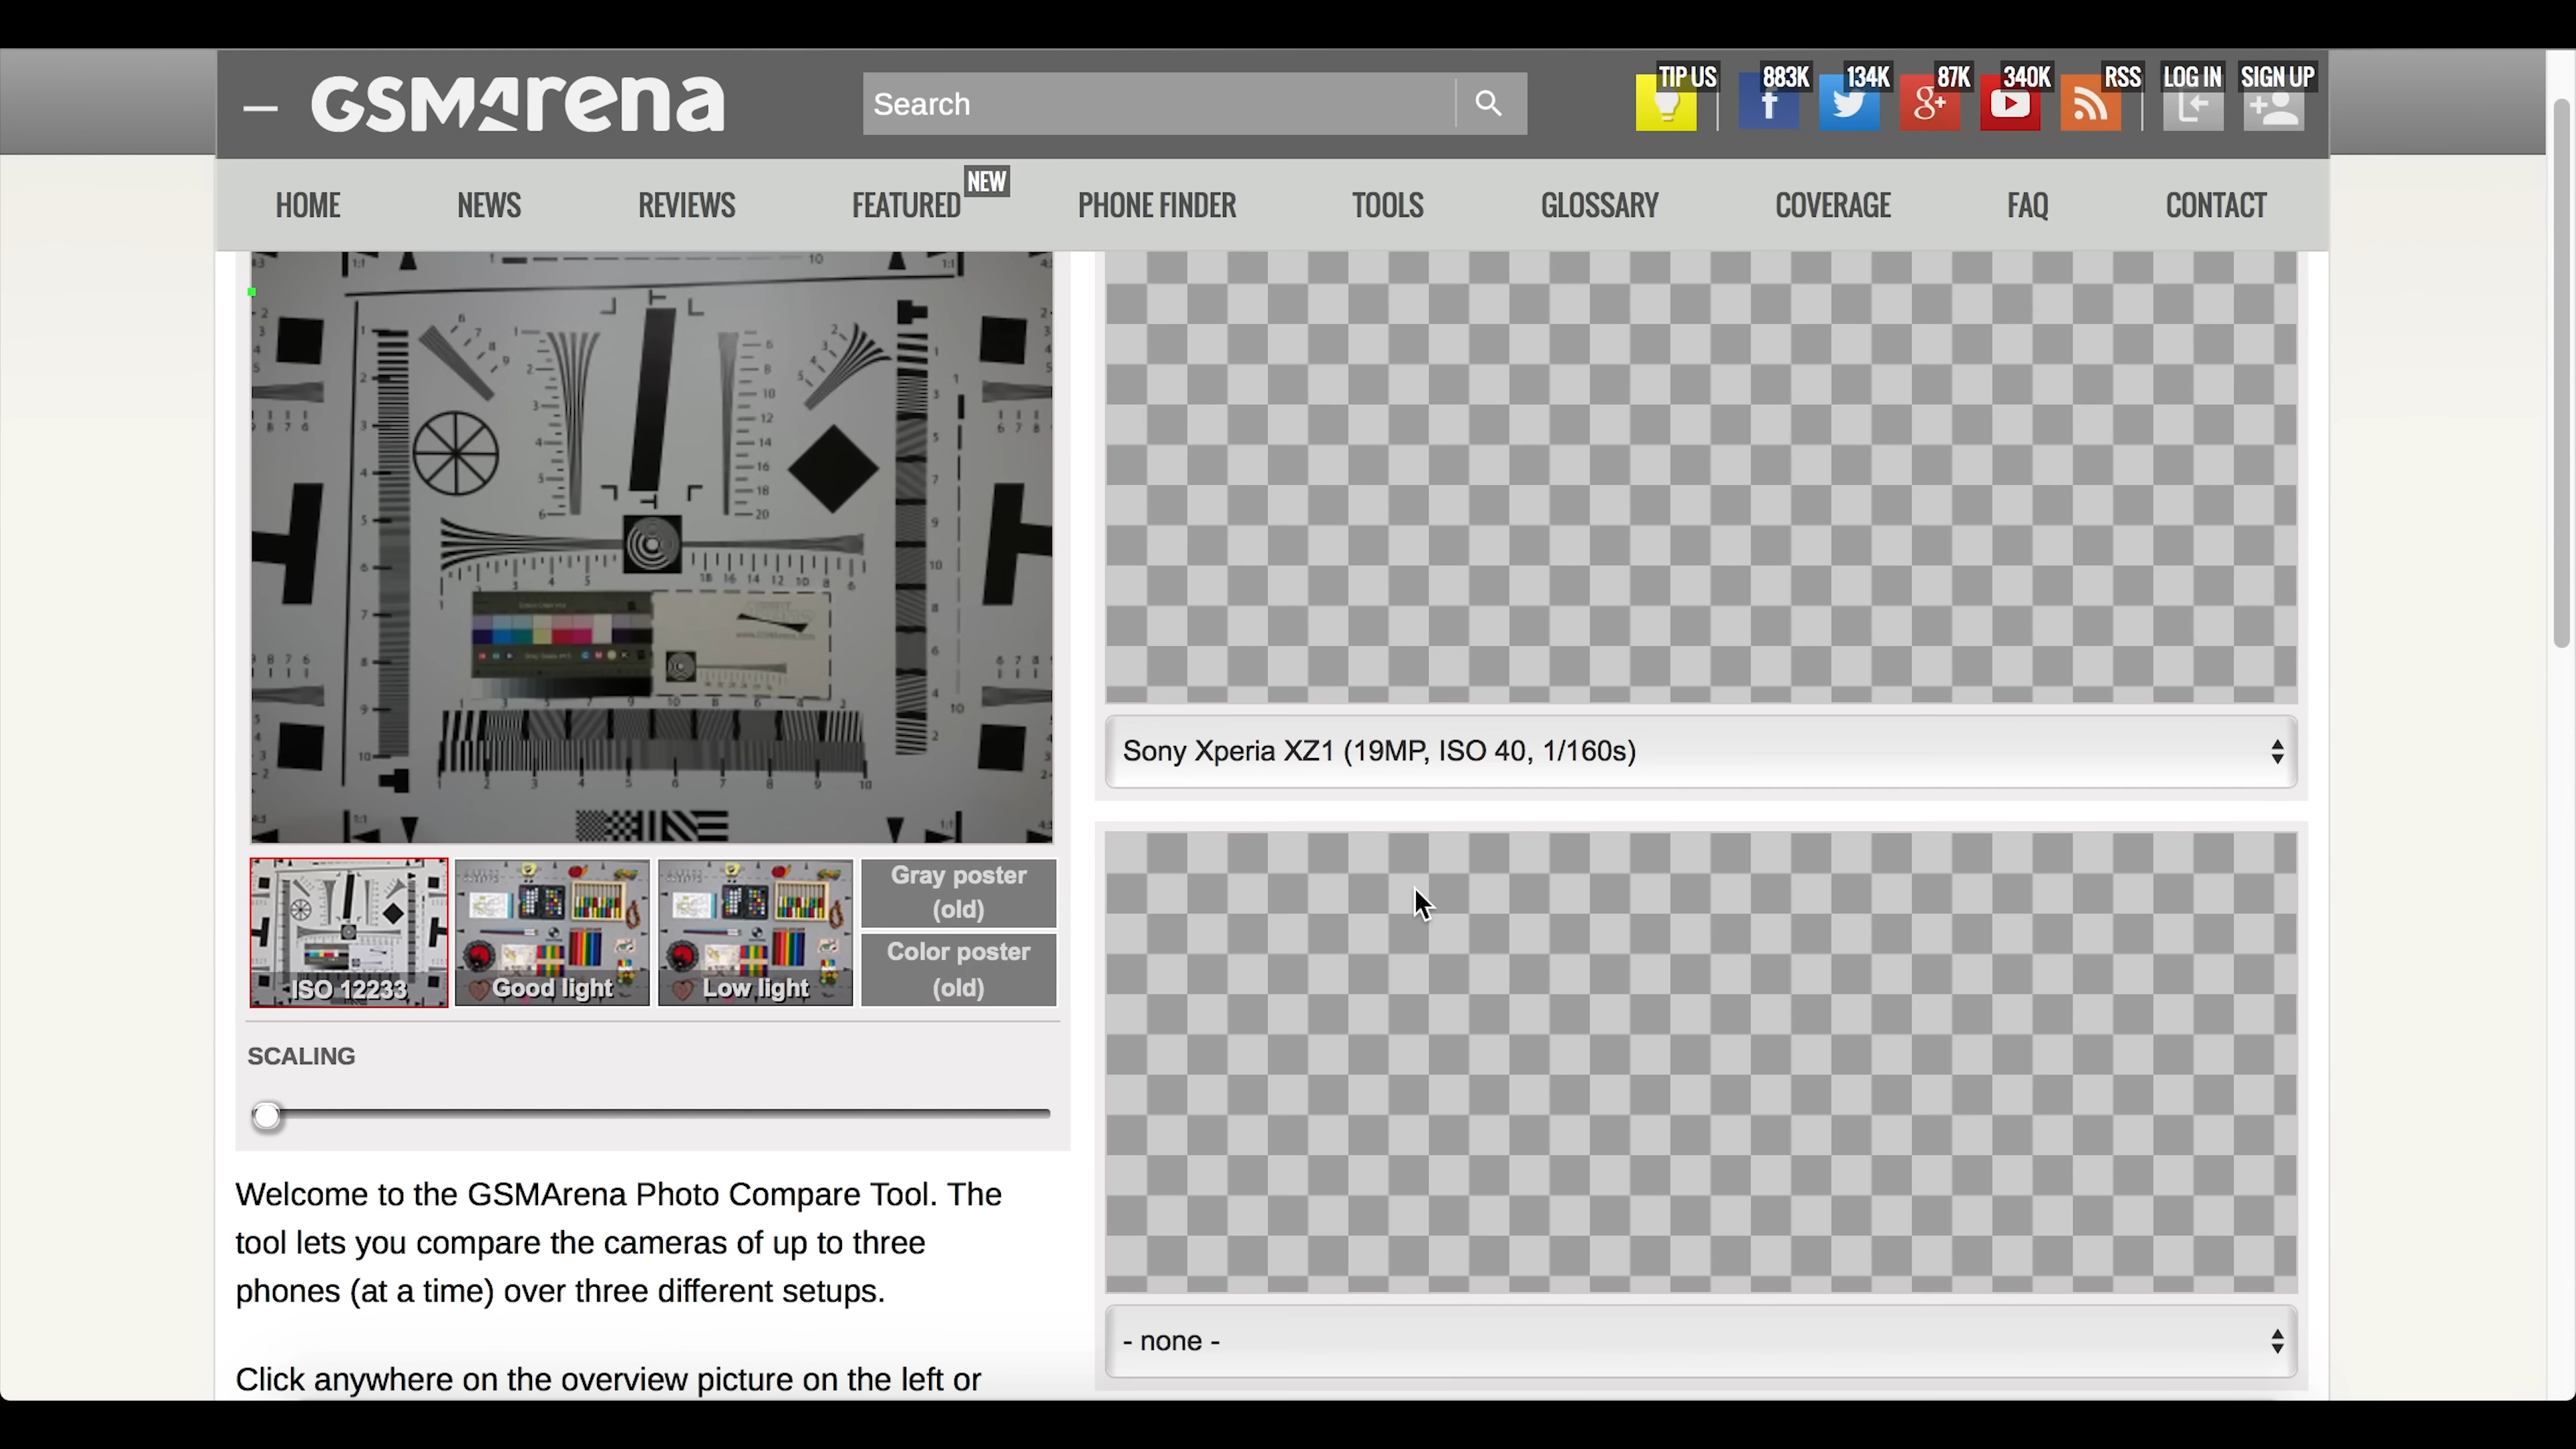 GSMArena
Search
TIP US
883K
134K
87K
340K
RSS
LOG IN
SIGN UP
HOME
NEWS
REVIEWS
FEATURED
NEW
PHONE FINDER
TOOLS
GLOSSARY
COVERAGE
FAQ
CONTACT
Sony Xperia XZ1 (19MP, ISO 40, 1/160s)
ISO 12233
Good light
Low light
Gray poster
(old)
Color poster
(old)
SCALING
Welcome to the GSMArena Photo Compare Tool. The
tool lets you compare the cameras of up to three
phones (at a time) over three different setups.
Click anywhere on the overview picture on the left or
- none -